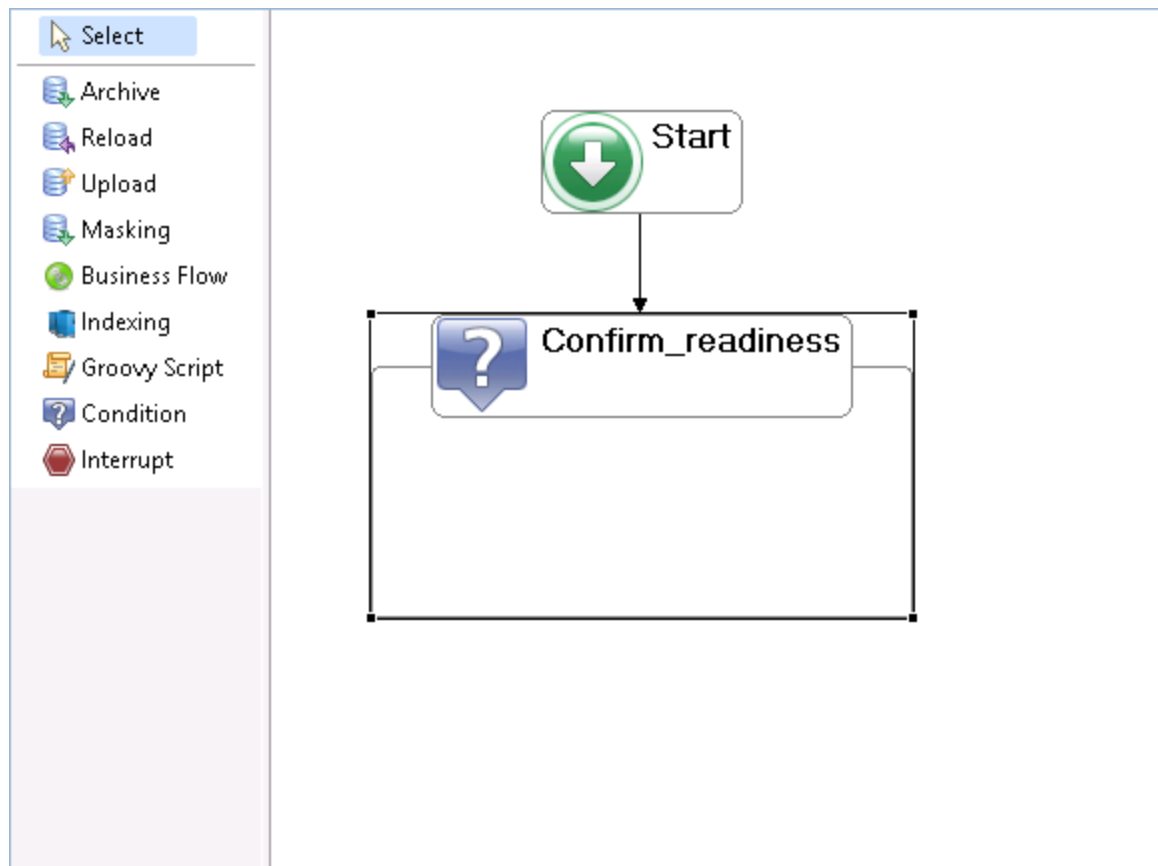 Select
Archive
Reload
Upload
Masking
Business Flow
Indexing
Groovy Script
Condition
Interrupt
Start
Confirm_readiness